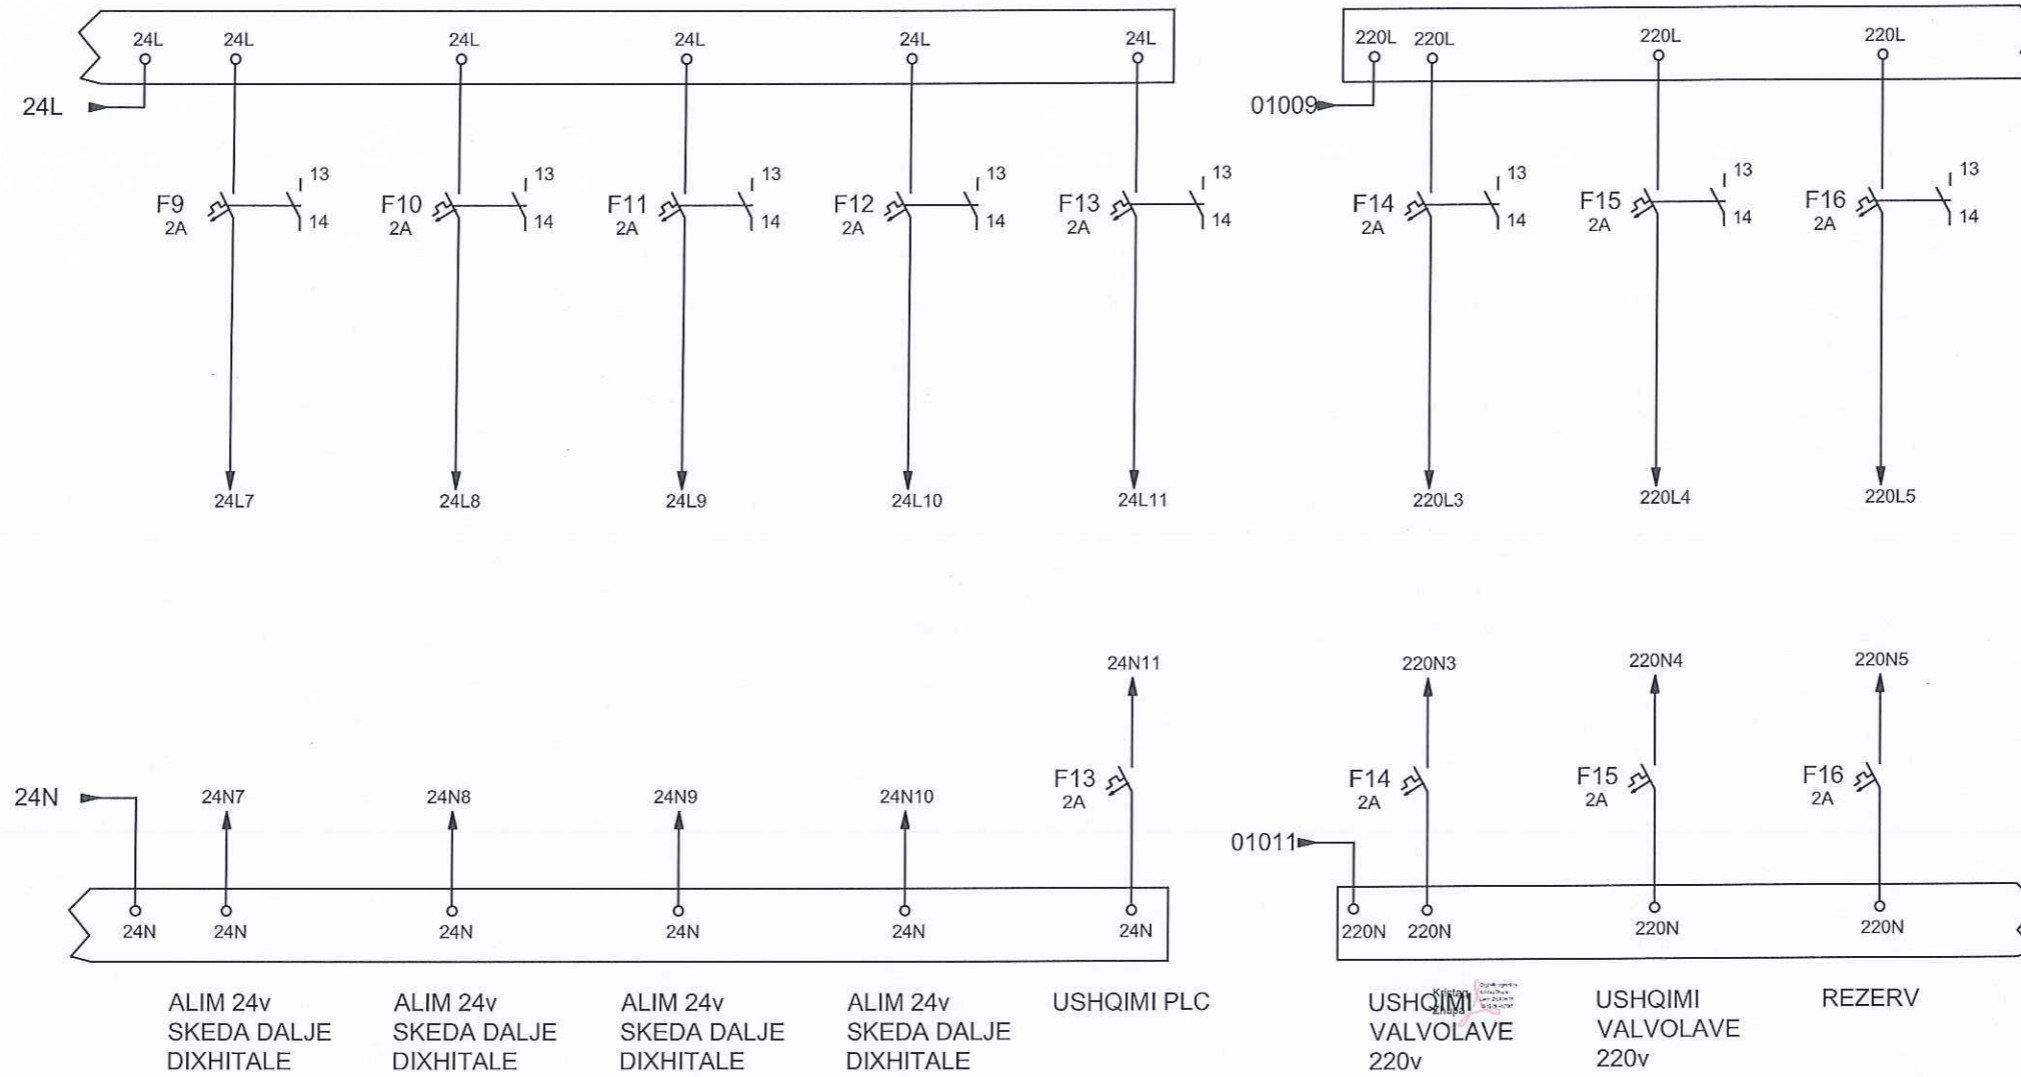 24L 24L 24L 24L 24L 24L 220L 220L 220L 220L
24L 01009
13 13 13 13 13 13 13 13
F9 F10 F11 F12 F13 F14 F15 F16
2A 2A 2A 2A 2A 2A 2A 2A
14 14 14 14 14 14 14 14
24L7 24L8 24L9 24L10 24L11 220L3 220L4 220L5
24N11 220N3 220N4 220N5
F13 F14 F15 F16
2A 2A 2A 2A
24N 24N7 24N8 24N9 24N10
01011
24N 24N 24N 24N 24N 24N 220N 220N 220N 220N
ALIM 24v
SKEDA DALJE
DIXHITALE
ALIM 24v
SKEDA DALJE
DIXHITALE
ALIM 24v
SKEDA DALJE
DIXHITALE
ALIM 24v
SKEDA DALJE
DIXHITALE
USHQIMI PLC
USHQIMI
VALVOLAVE
220v
USHQIMI
VALVOLAVE
220v
REZERV